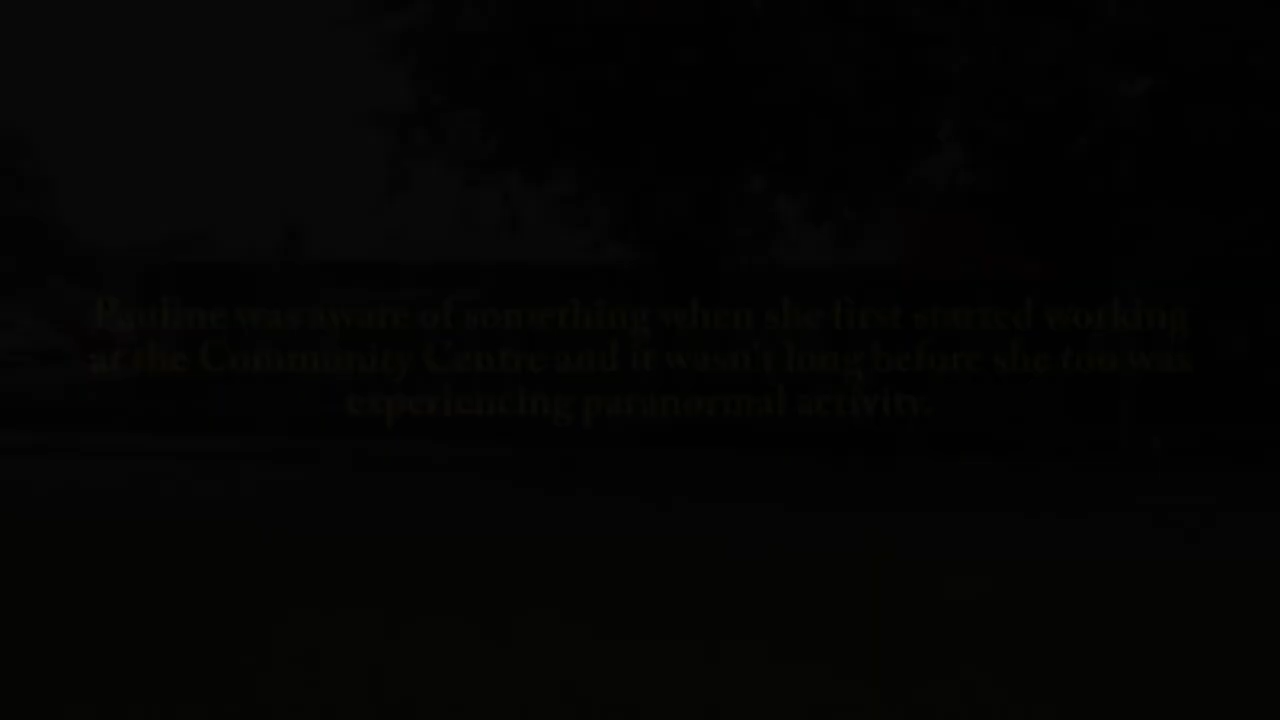 Pauline was aware of something when she first started working
at the Community Centre and it wasn't long before she too was
experiencing paranormal activity.